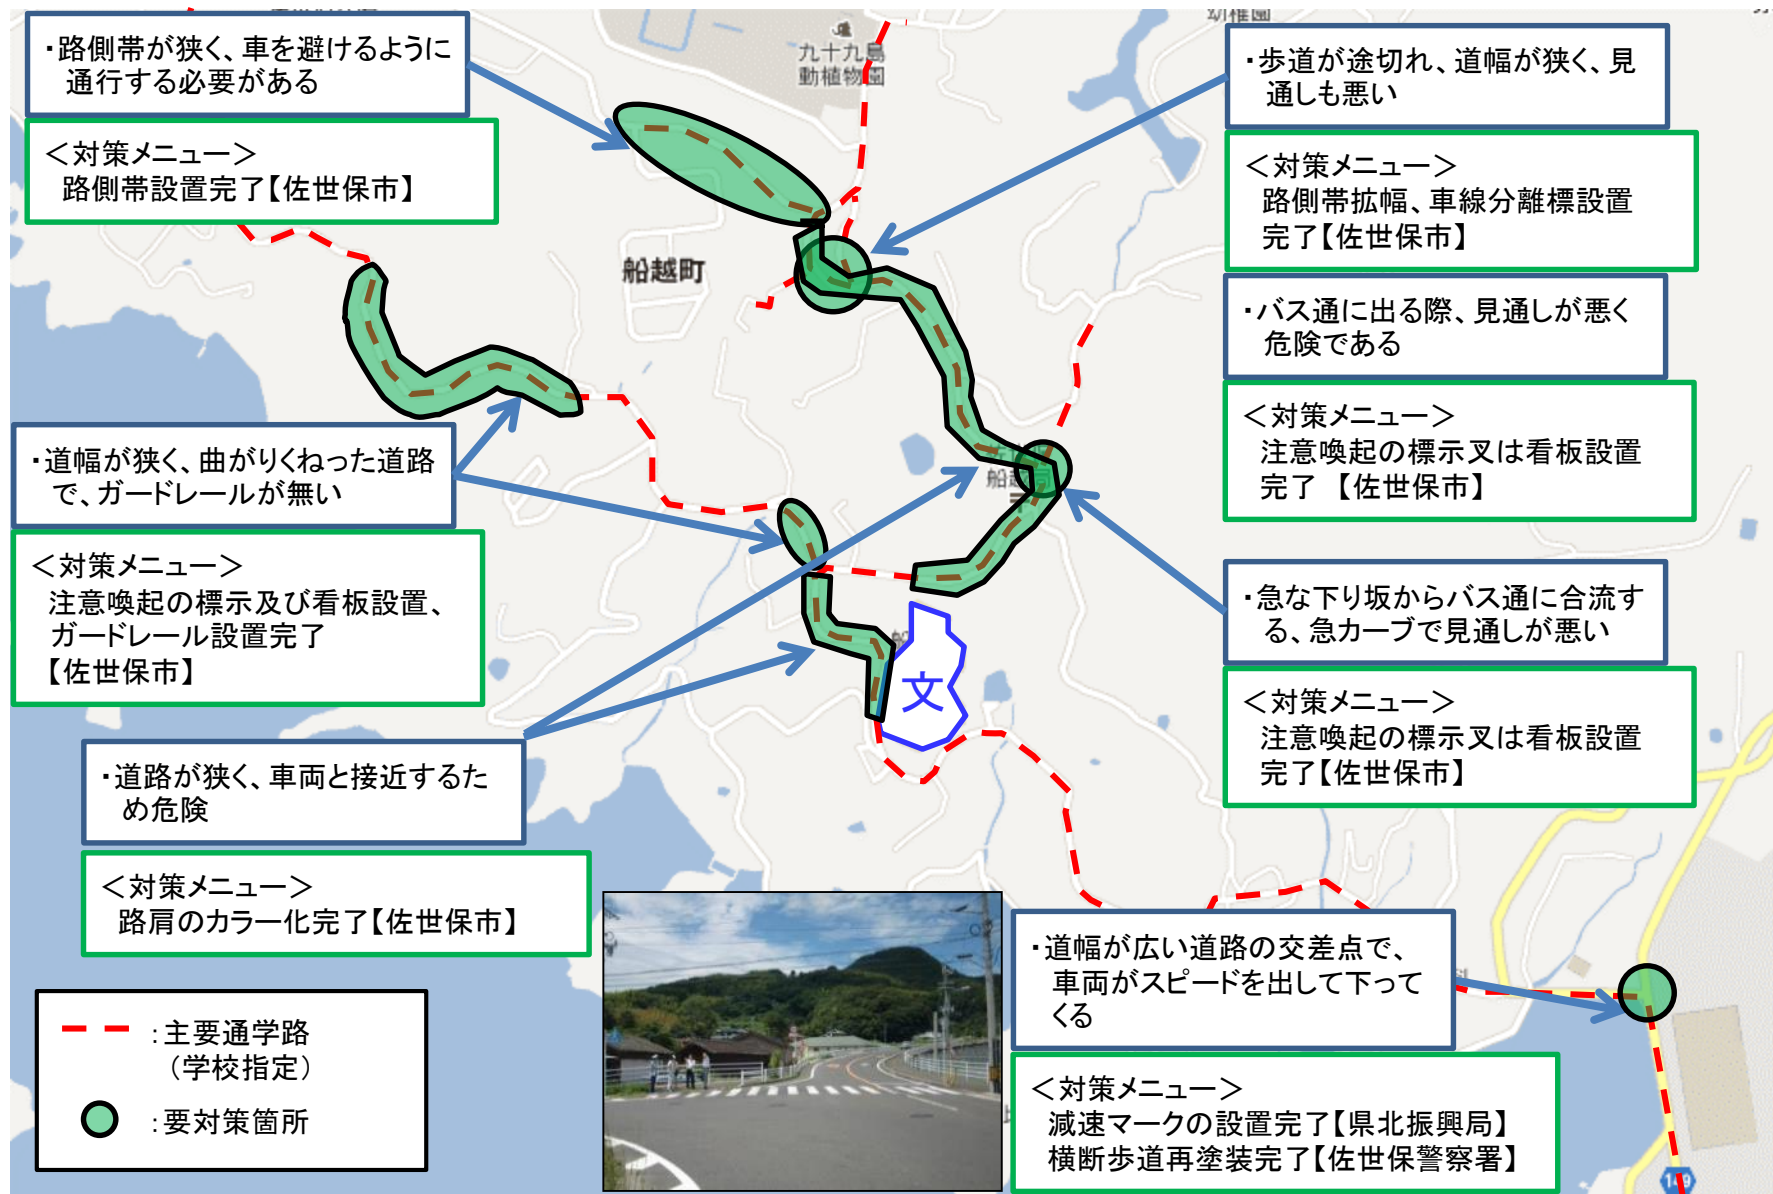 ・路側帯が狭く、車を避けるように
通行する必要がある
＜対策メニュー＞
路側帯設置完了【佐世保市】
九十九島
動植物園
幼稚園
・歩道が途切れ、道幅が狭く、見
通しも悪い
＜対策メニュー＞
路側帯拡幅、車線分離標設置
完了【佐世保市】
船越町
・バス通に出る際、見通しが悪く
危険である
＜対策メニュー＞
注意喚起の標示叉は看板設置
完了 【佐世保市】
・道幅が狭く、曲がりくねった道路
で、ガードレールが無い
＜対策メニュー＞
注意喚起の標示及び看板設置、
ガードレール設置完了
【佐世保市】
・急な下り坂からバス通に合流す
る、急カーブで見通しが悪い
＜対策メニュー＞
注意喚起の標示叉は看板設置
完了【佐世保市】
文
・道路が狭く、車両と接近するた
め危険
＜対策メニュー＞
路肩のカラー化完了【佐世保市】
・道幅が広い道路の交差点で、
車両がスピードを出して下って
くる
＜対策メニュー＞
減速マークの設置完了【県北振興局】
横断歩道再塗装完了【佐世保警察署】
:主要通学路
（学校指定）
:要対策箇所
149